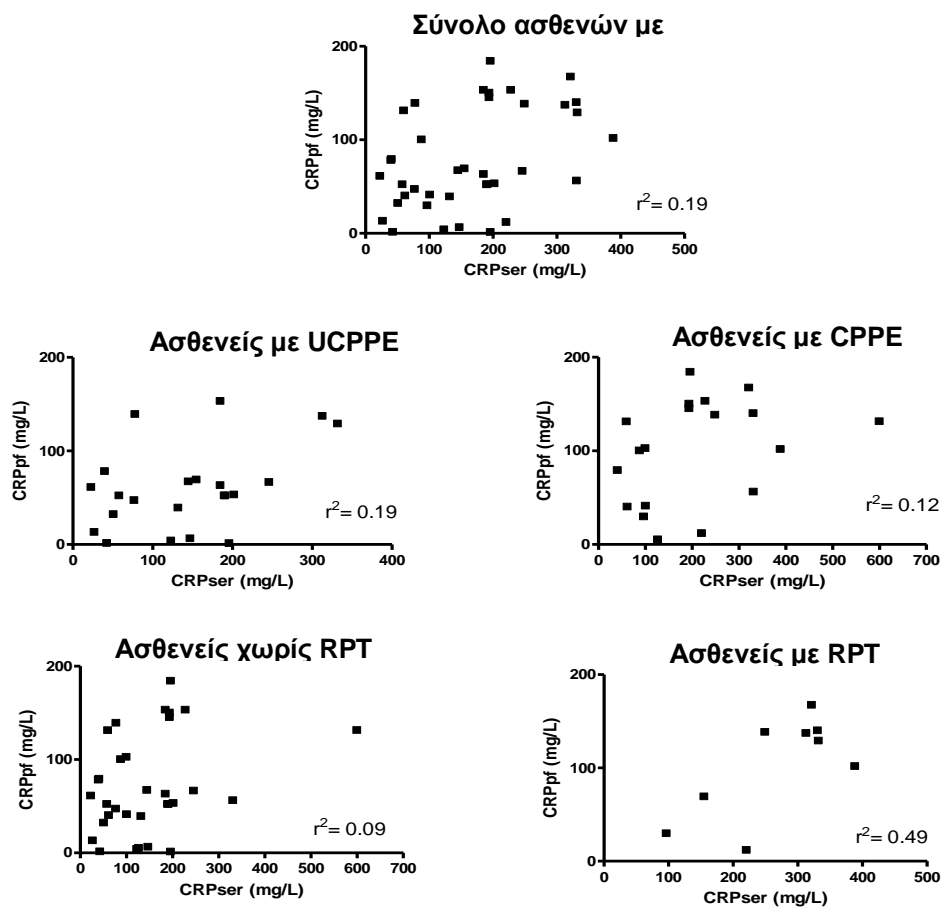 Σύνολο ασθενών με
200
100
0
CRPpf (mg/L)
r²= 0.19
0 100 200 300 400 500
CRPser (mg/L)
Ασθενείς με UCPPE
200
100
0
CRPpf (mg/L)
r²= 0.19
0 100 200 300 400
CRPser (mg/L)
Ασθενείς με CPPE
200
100
0
CRPpf (mg/L)
r²= 0.12
0 100 200 300 400 500 600 700
CRPser (mg/L)
Ασθενείς χωρίς RPT
200
100
0
CRPpf (mg/L)
r²= 0.09
0 100 200 300 400 500 600 700
CRPser (mg/L)
Ασθενείς με RPT
200
100
0
CRPpf (mg/L)
r²= 0.49
0 100 200 300 400 500
CRPser (mg/L)